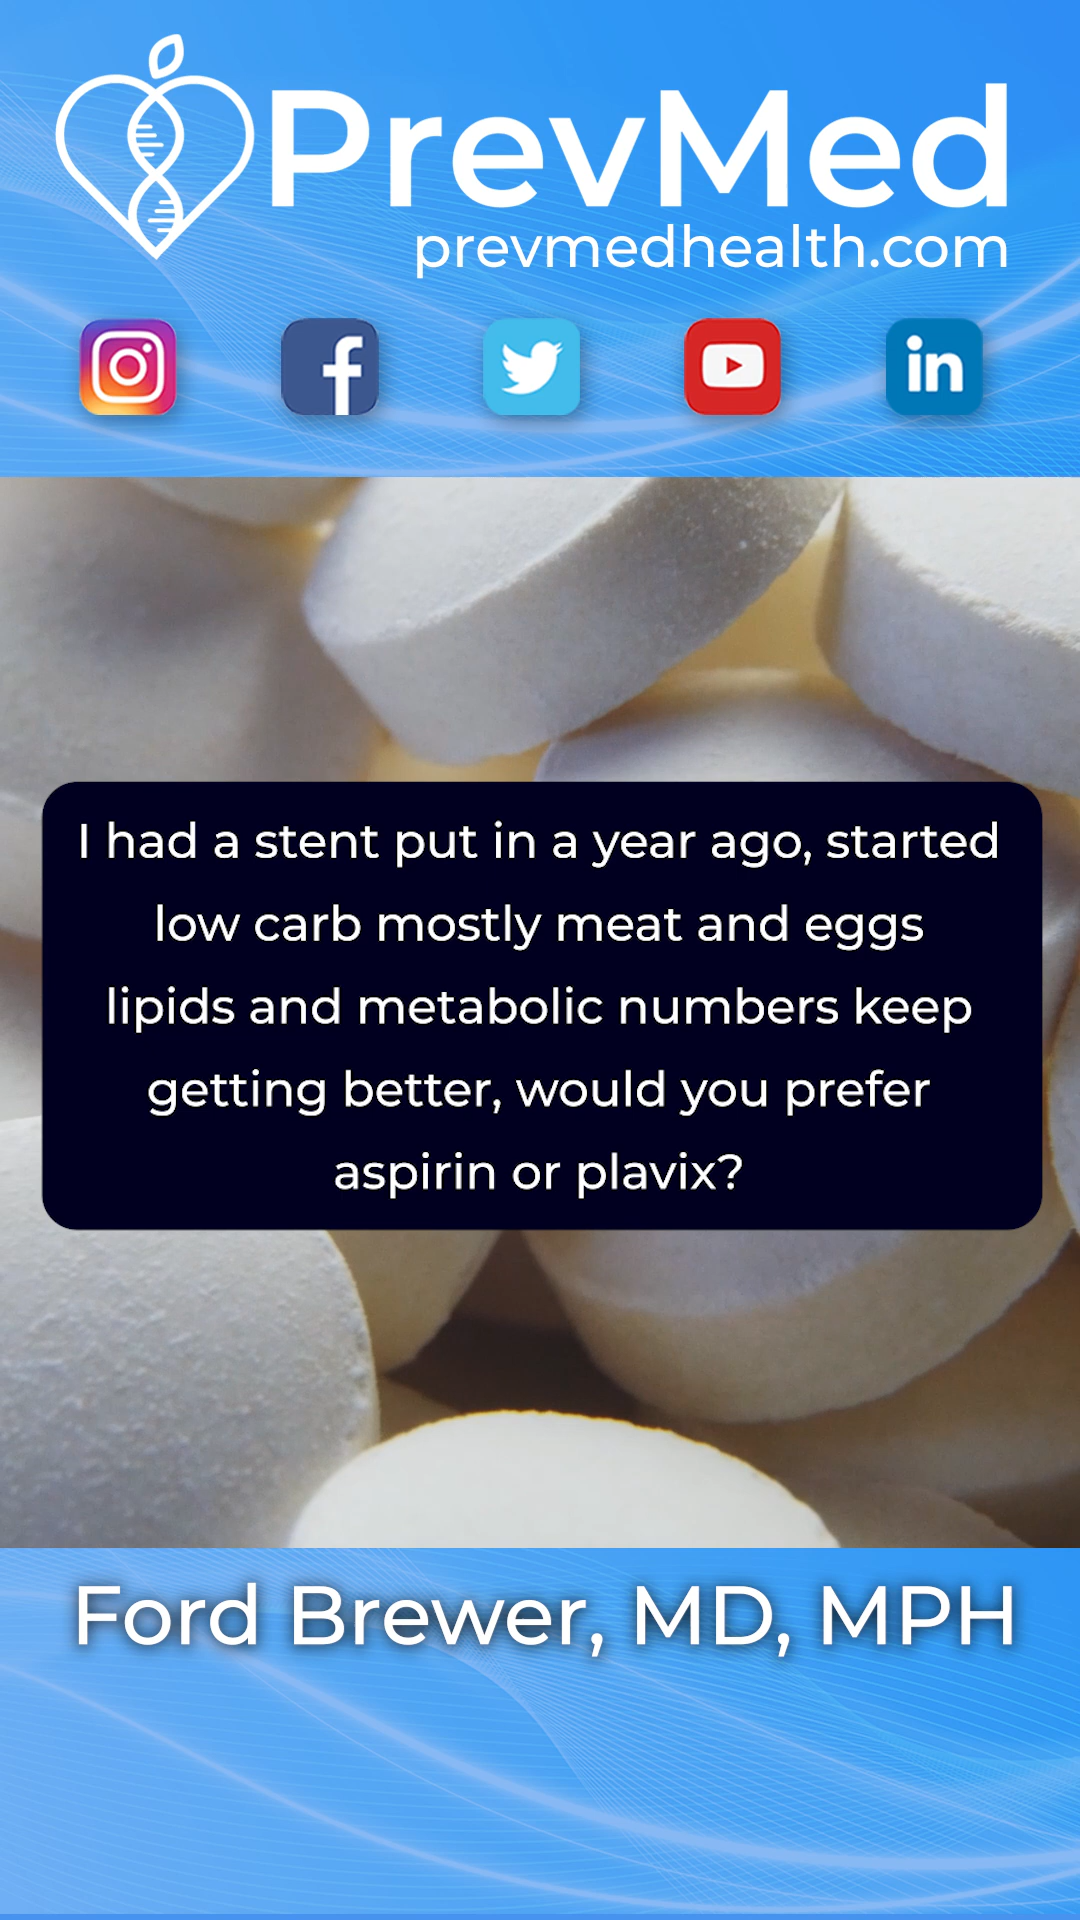 PrevMed
prevmedhealth.com
I had a stent put in a year ago, started
low carb mostly meat and eggs
lipids and metabolic numbers keep
getting better, would you prefer
aspirin or plavix?
Ford Brewer, MD, MPH